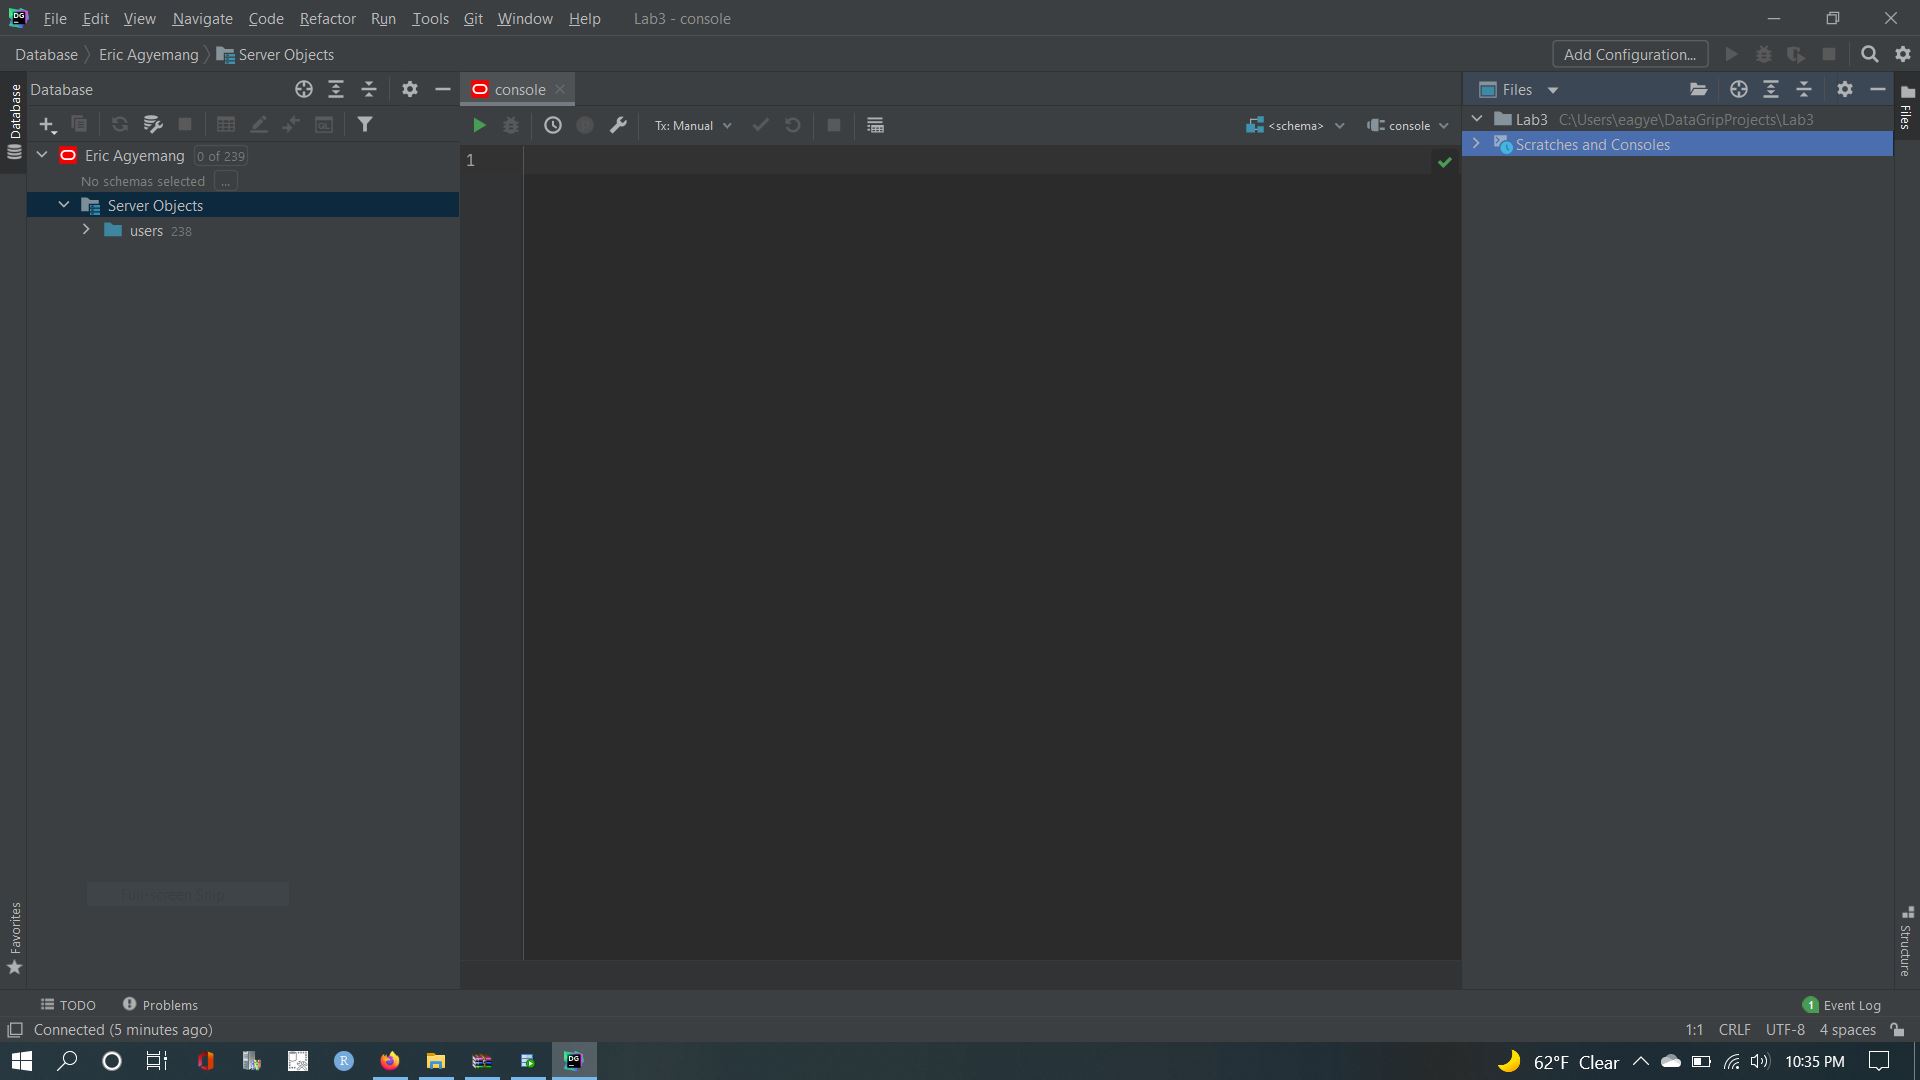 File Edit View Navigate Code Refactor Run Tools Git Window Help Lab3 - console
Database Eric Agyemang Server Objects Add Configuration...
Database
console
Files
Tx: Manual <schema> console
Lab3 C:\Users\eagye\DataGripProjects\Lab3
Scratches and Consoles
Eric Agyemang 0 of 239
No schemas selected ...
Server Objects
users 238
1
Database
Files
Full-screen Snip
Favorites
Structure
TODO Problems 1 Event Log
Connected (5 minutes ago) 1:1 CRLF UTF-8 4 spaces
62°F Clear 10:35 PM